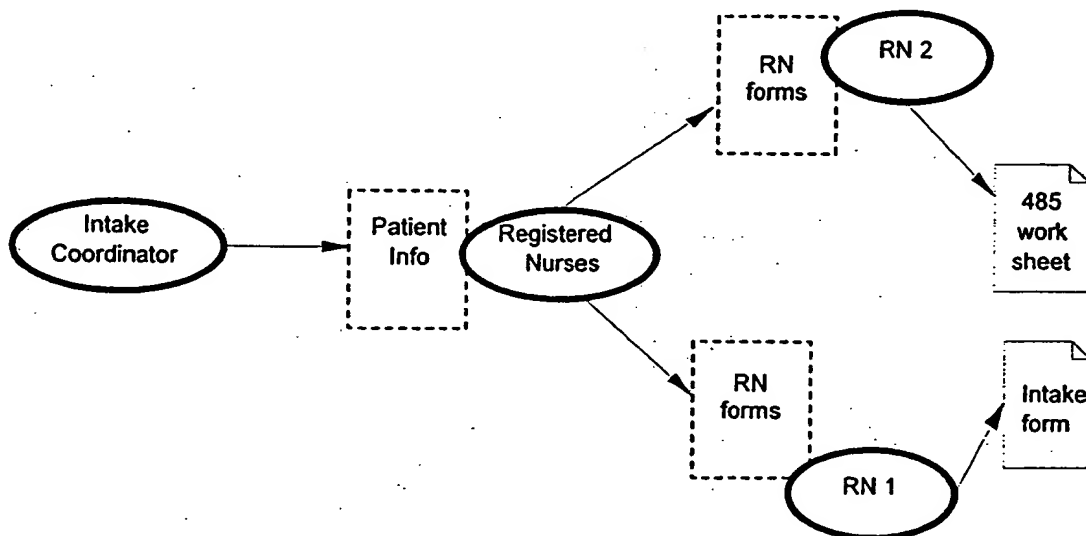 Intake
Coordinator
Patient
Info
Registered
Nurses
RN
forms
RN 2
485
work
sheet
RN
forms
RN 1
Intake
form